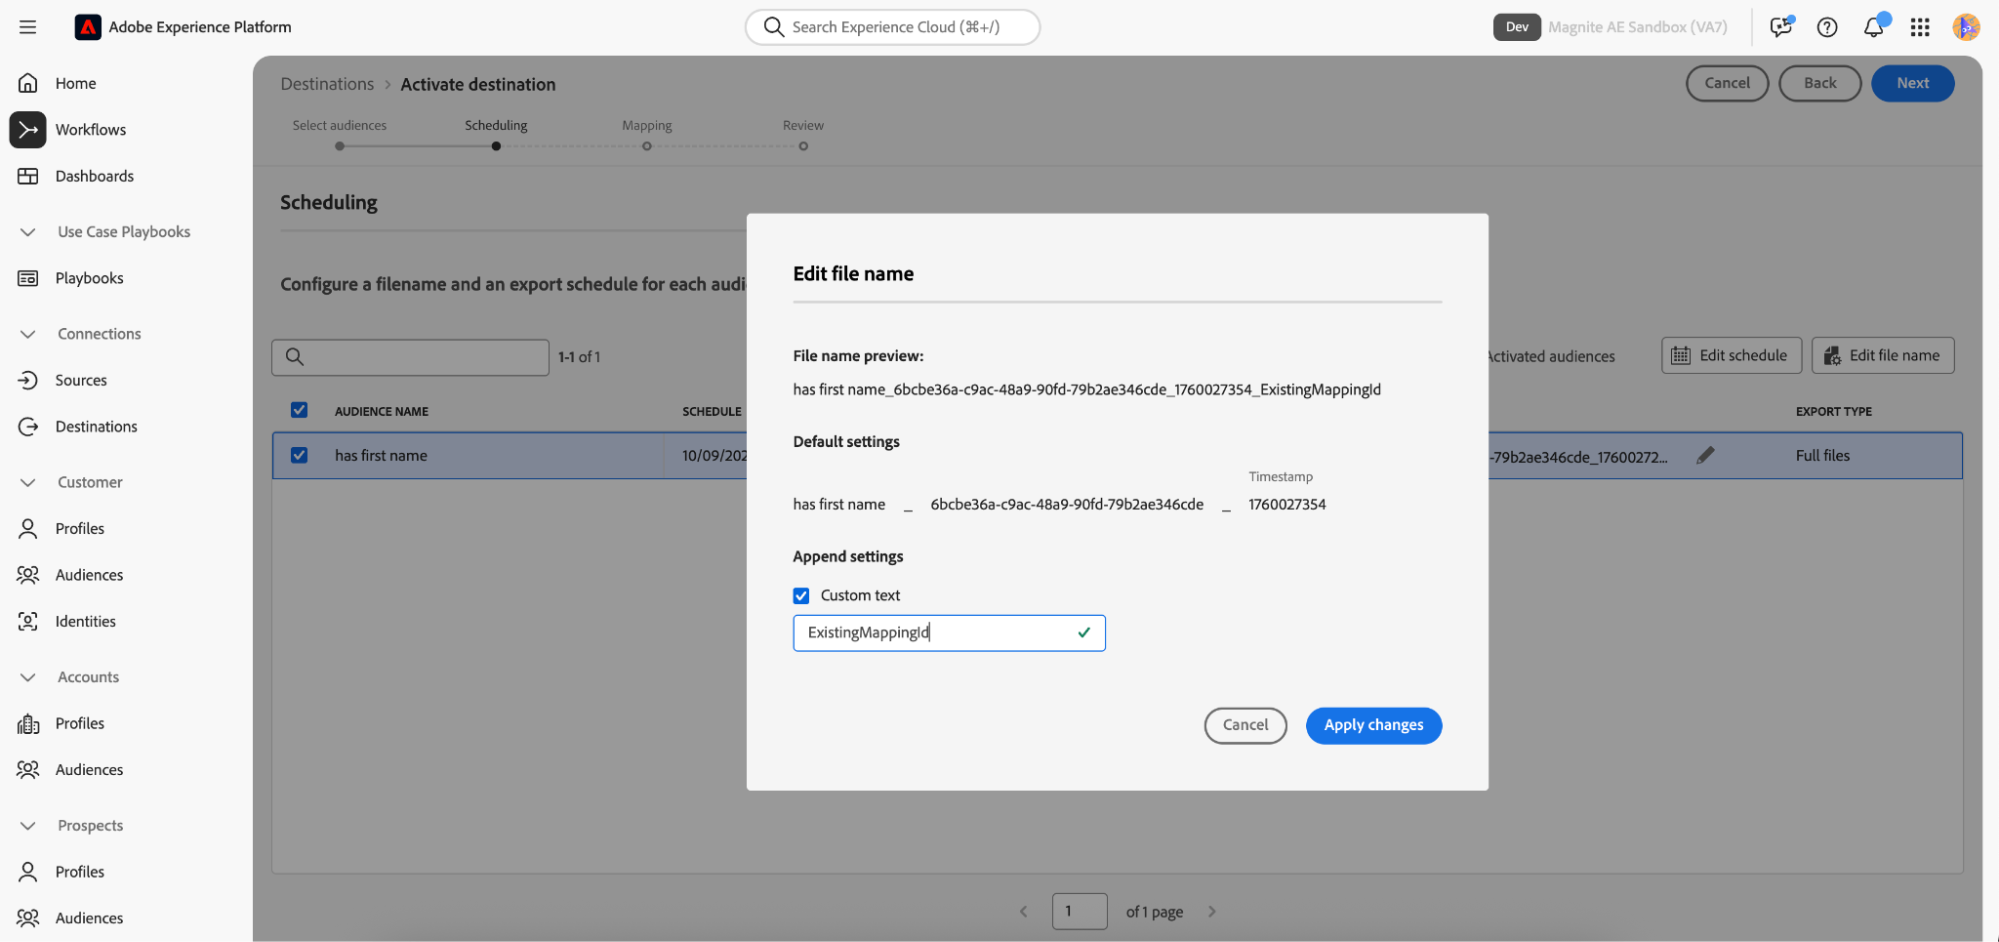 Adobe Experience Platform
Search Experience Cloud (⌘+/)
Dev
Magnite AE Sandbox (VA7)
Home
Workflows
Dashboards
Use Case Playbooks
Playbooks
Connections
Sources
Destinations
Customer
Profiles
Audiences
Identities
Accounts
Profiles
Audiences
Prospects
Profiles
Audiences
Destinations > Activate destination
Cancel
Back
Next
Select audiences
Scheduling
Mapping
Review
Scheduling
Configure a filename and an export schedule for each
1-1 of 1
Activated audiences
Edit schedule
Edit file name
AUDIENCE NAME
SCHEDULE
EXPORT TYPE
has first name
10/09/202
-79b2ae346cde_17600272...
Full files
Edit file name
File name preview:
has first name_6bcbe36a-c9ac-48a9-90fd-79b2ae346cde_1760027354_ExistingMappingId
Default settings
Timestamp
has first name _ 6bcbe36a-c9ac-48a9-90fd-79b2ae346cde _ 1760027354
Append settings
Custom text
ExistingMappingId
Cancel
Apply changes
1
of 1 page